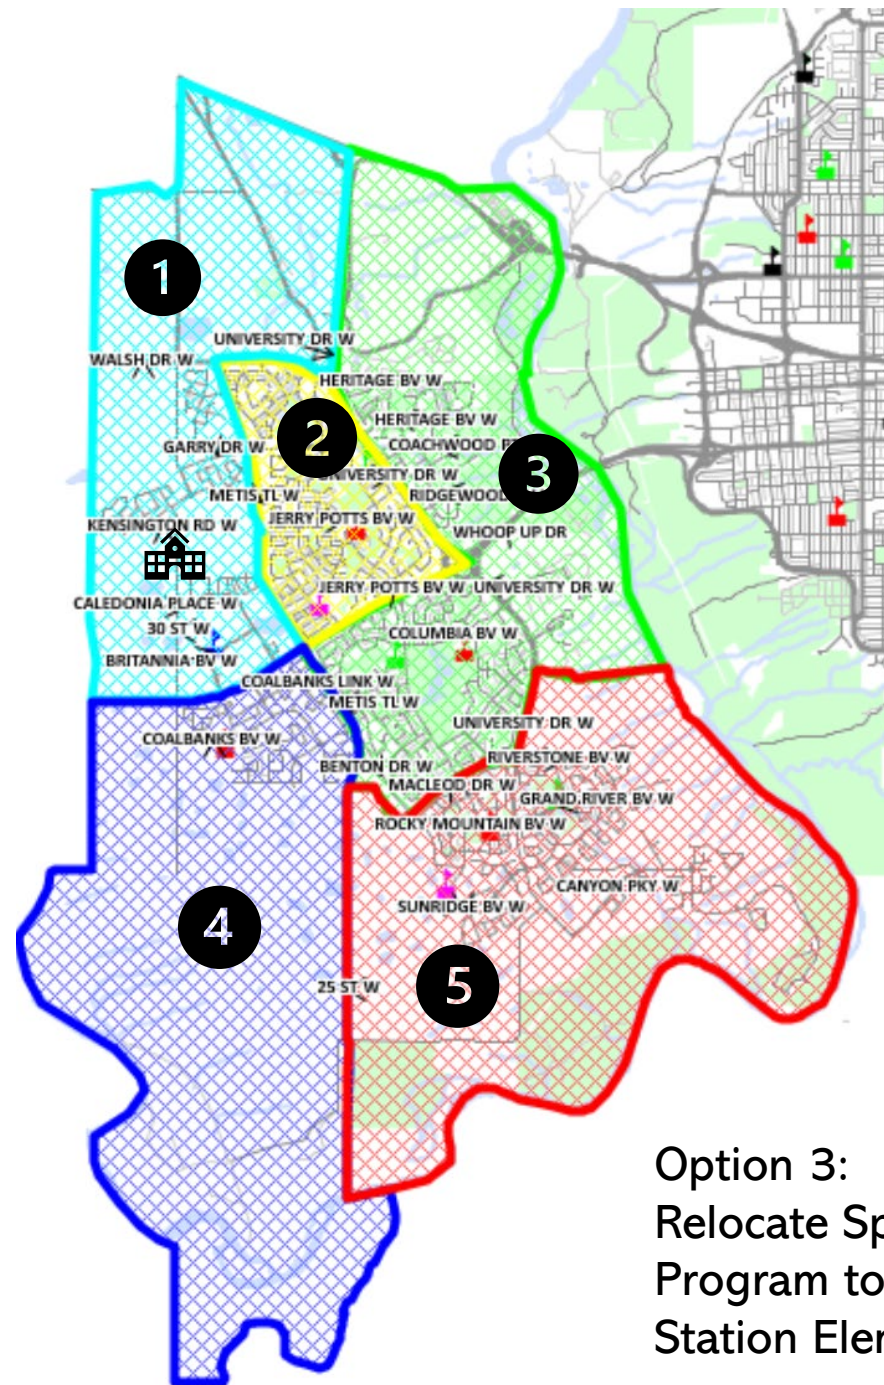 1
UNIVERSITY DR W
WALSH DR W
HERITAGE BV W
2
HERITAGE BV W
GARRY DR W
COACHWOOD
3
UNIVERSITY DR W
METIS TL W
RIDGEWOOD
JERRY POTTS BV W
KENSINGTON RD W
WHOOP UP DR
JERRY POTTS BV W
UNIVERSITY DR W
CALEDONIA PLACE W
30 ST W
COLUMBIA BV W
BRITANNIA BV W
COALBANKS LINK W
METIS TL W
UNIVERSITY DR W
COALBANKS BV W
RIVERSTONE BV W
BENTON DR W
MACLEOD DR W
GRAND RIVER BV W
ROCKY MOUNTAIN BV W
CANYON PKY W
SUNRIDGE BV W
4
25 ST W
5
Option 3:
Relocate Sp
Program to
Station Eler